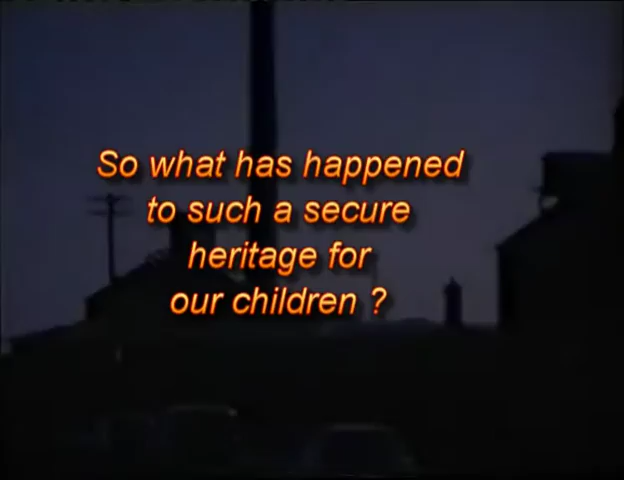 So what has happened
to such a secure
heritage for
our children ?